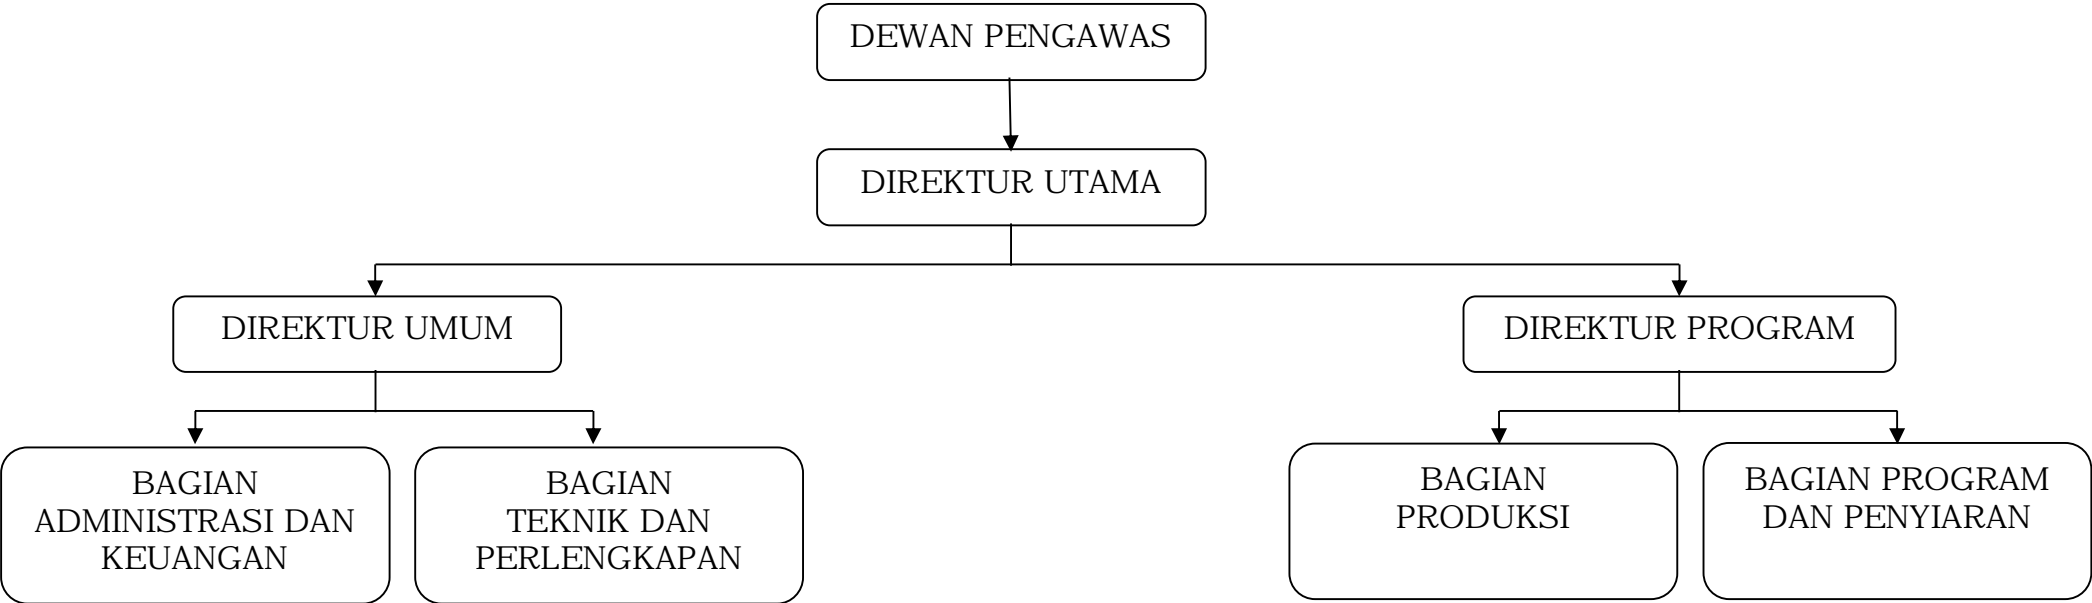 DEWAN PENGAWAS
DIREKTUR UTAMA
DIREKTUR UMUM
DIREKTUR PROGRAM
BAGIAN
ADMINISTRASI DAN
KEUANGAN
BAGIAN
TEKNIK DAN
PERLENGKAPAN
BAGIAN
PRODUKSI
BAGIAN PROGRAM
DAN PENYIARAN